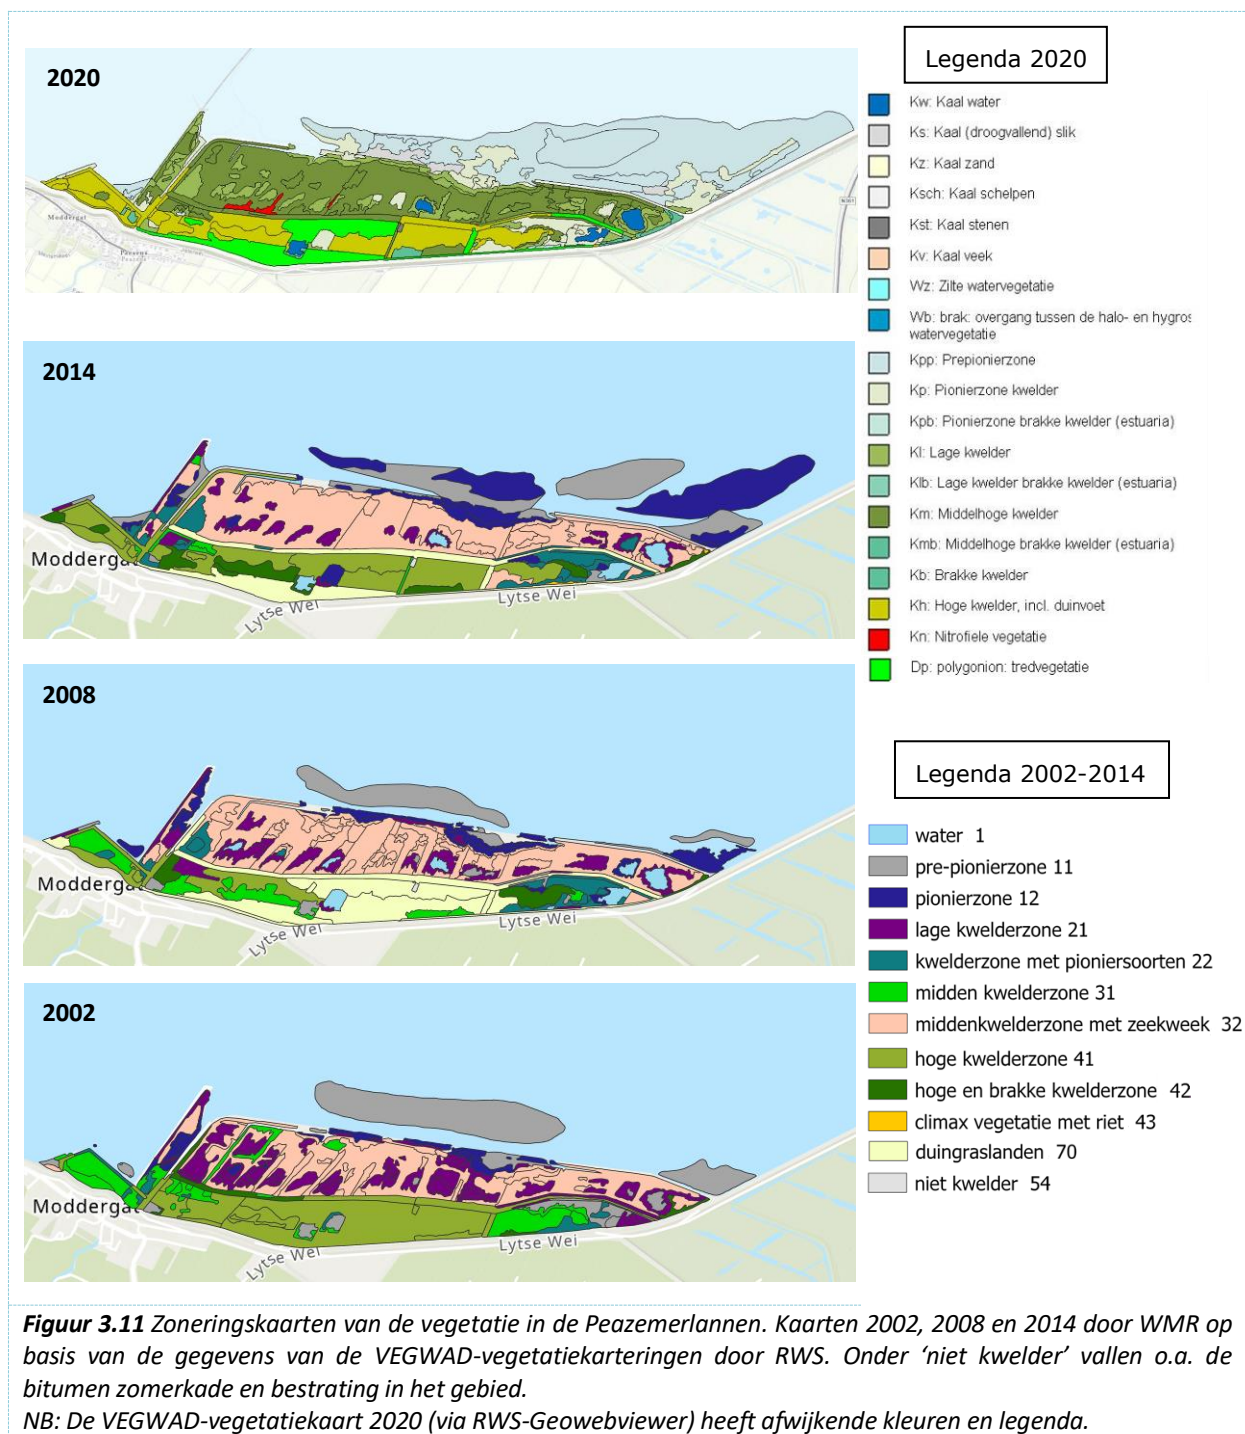 2020
Moddergat
Peazens
Peazens
N361
Legenda 2020
Kw: Kaal water
Ks: Kaal (droogvallend) slik
Kz: Kaal zand
Ksch: Kaal schelpen
Kst: Kaal stenen
Kv: Kaal veek
Wz: Zilte watervegetatie
Wb: brak: overgang tussen de halo- en hygros
watervegetatie
Kpp: Prepionierzone
Kp: Pionierzone kwelder
Kpb: Pionierzone brakke kwelder (estuaria)
Kl: Lage kwelder
Klb: Lage kwelder brakke kwelder (estuaria)
Km: Middelhoge kwelder
Kmb: Middelhoge brakke kwelder (estuaria)
Kb: Brakke kwelder
Kh: Hoge kwelder, incl. duinvoet
Kn: Nitrofiele vegetatie
Dp: polygonion: tredvegetatie
2014
Moddergat
Lytse Wei
Lytse Wei
2008
Moddergat
Lytse Wei
Lytse Wei
2002
Moddergat
Lytse Wei
Lytse Wei
Legenda 2002-2014
water 1
pre-pionierzone 11
pionierzone 12
lage kwelderzone 21
kwelderzone met pioniersoorten 22
midden kwelderzone 31
middenkwelderzone met zeekweek 32
hoge kwelderzone 41
hoge en brakke kwelderzone 42
climax vegetatie met riet 43
duingraslanden 70
niet kwelder 54
Figuur 3.11 Zoneringskaarten van de vegetatie in de Peazemerlannen. Kaarten 2002, 2008 en 2014 door WMR op
basis van de gegevens van de VEGWAD-vegetatiekarteringen door RWS. Onder ‘niet kwelder’ vallen o.a. de
bitumen zomerkade en bestrating in het gebied.
NB: De VEGWAD-vegetatiekaart 2020 (via RWS-Geowebviewer) heeft afwijkende kleuren en legenda.